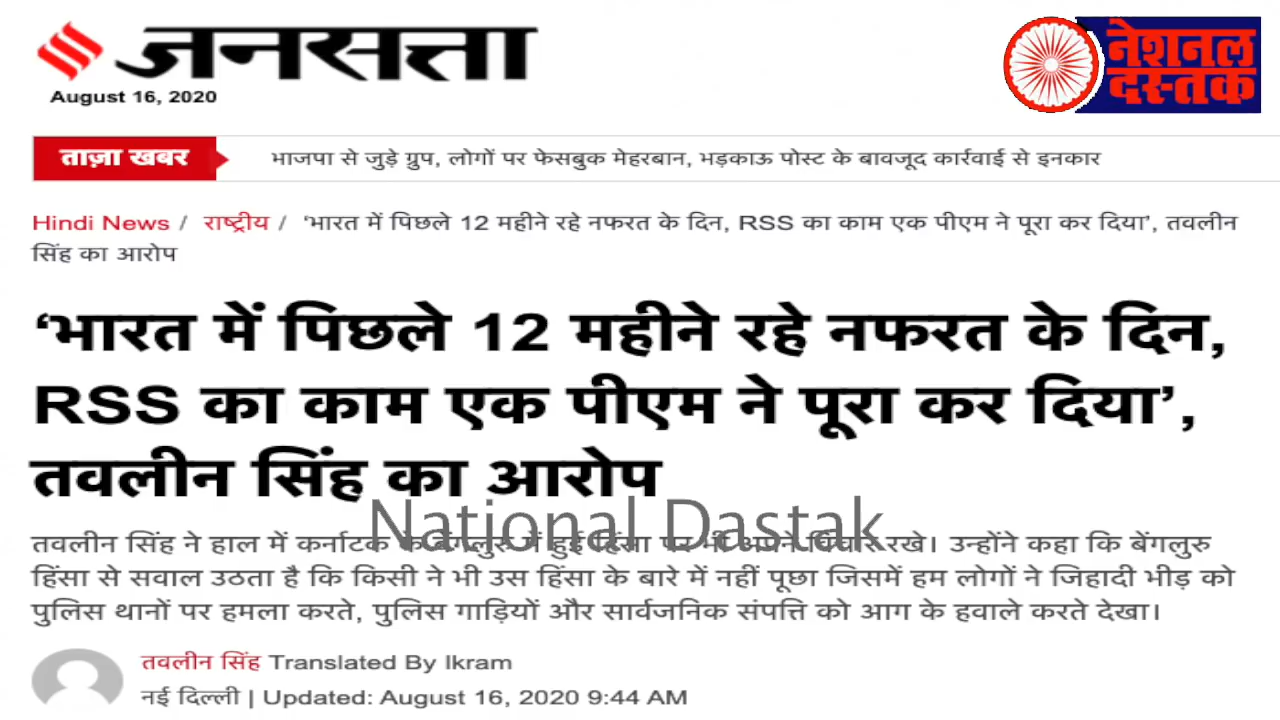 जनसत्ता
August 16, 2020
नेशनल
दस्तक
ताज़ा खबर
भाजपा से जुड़े ग्रुप, लोगों पर फेसबुक मेहरबान, भड़काऊ पोस्ट के बावजूद कार्रवाई से इनकार
Hindi News / राष्ट्रीय / ‘भारत में पिछले 12 महीने रहे नफरत के दिन, RSS का काम एक पीएम ने पूरा कर दिया’, तवलीन
सिंह का आरोप
‘भारत में पिछले 12 महीने रहे नफरत के दिन,
RSS का काम एक पीएम ने पूरा कर दिया’,
तवलीन सिंह का आरोप
National Dastak
तवलीन सिंह ने हाल में कर्नाटक के बेंगलुरु में हुई हिंसा पर भी अपने विचार रखे। उन्होंने कहा कि बेंगलुरु
हिंसा से सवाल उठता है कि किसी ने भी उस हिंसा के बारे में नहीं पूछा जिसमें हम लोगों ने जिहादी भीड़ को
पुलिस थानों पर हमला करते, पुलिस गाड़ियों और सार्वजनिक संपत्ति को आग के हवाले करते देखा।
तवलीन सिंह Translated By Ikram
नई दिल्ली | Updated: August 16, 2020 9:44 AM